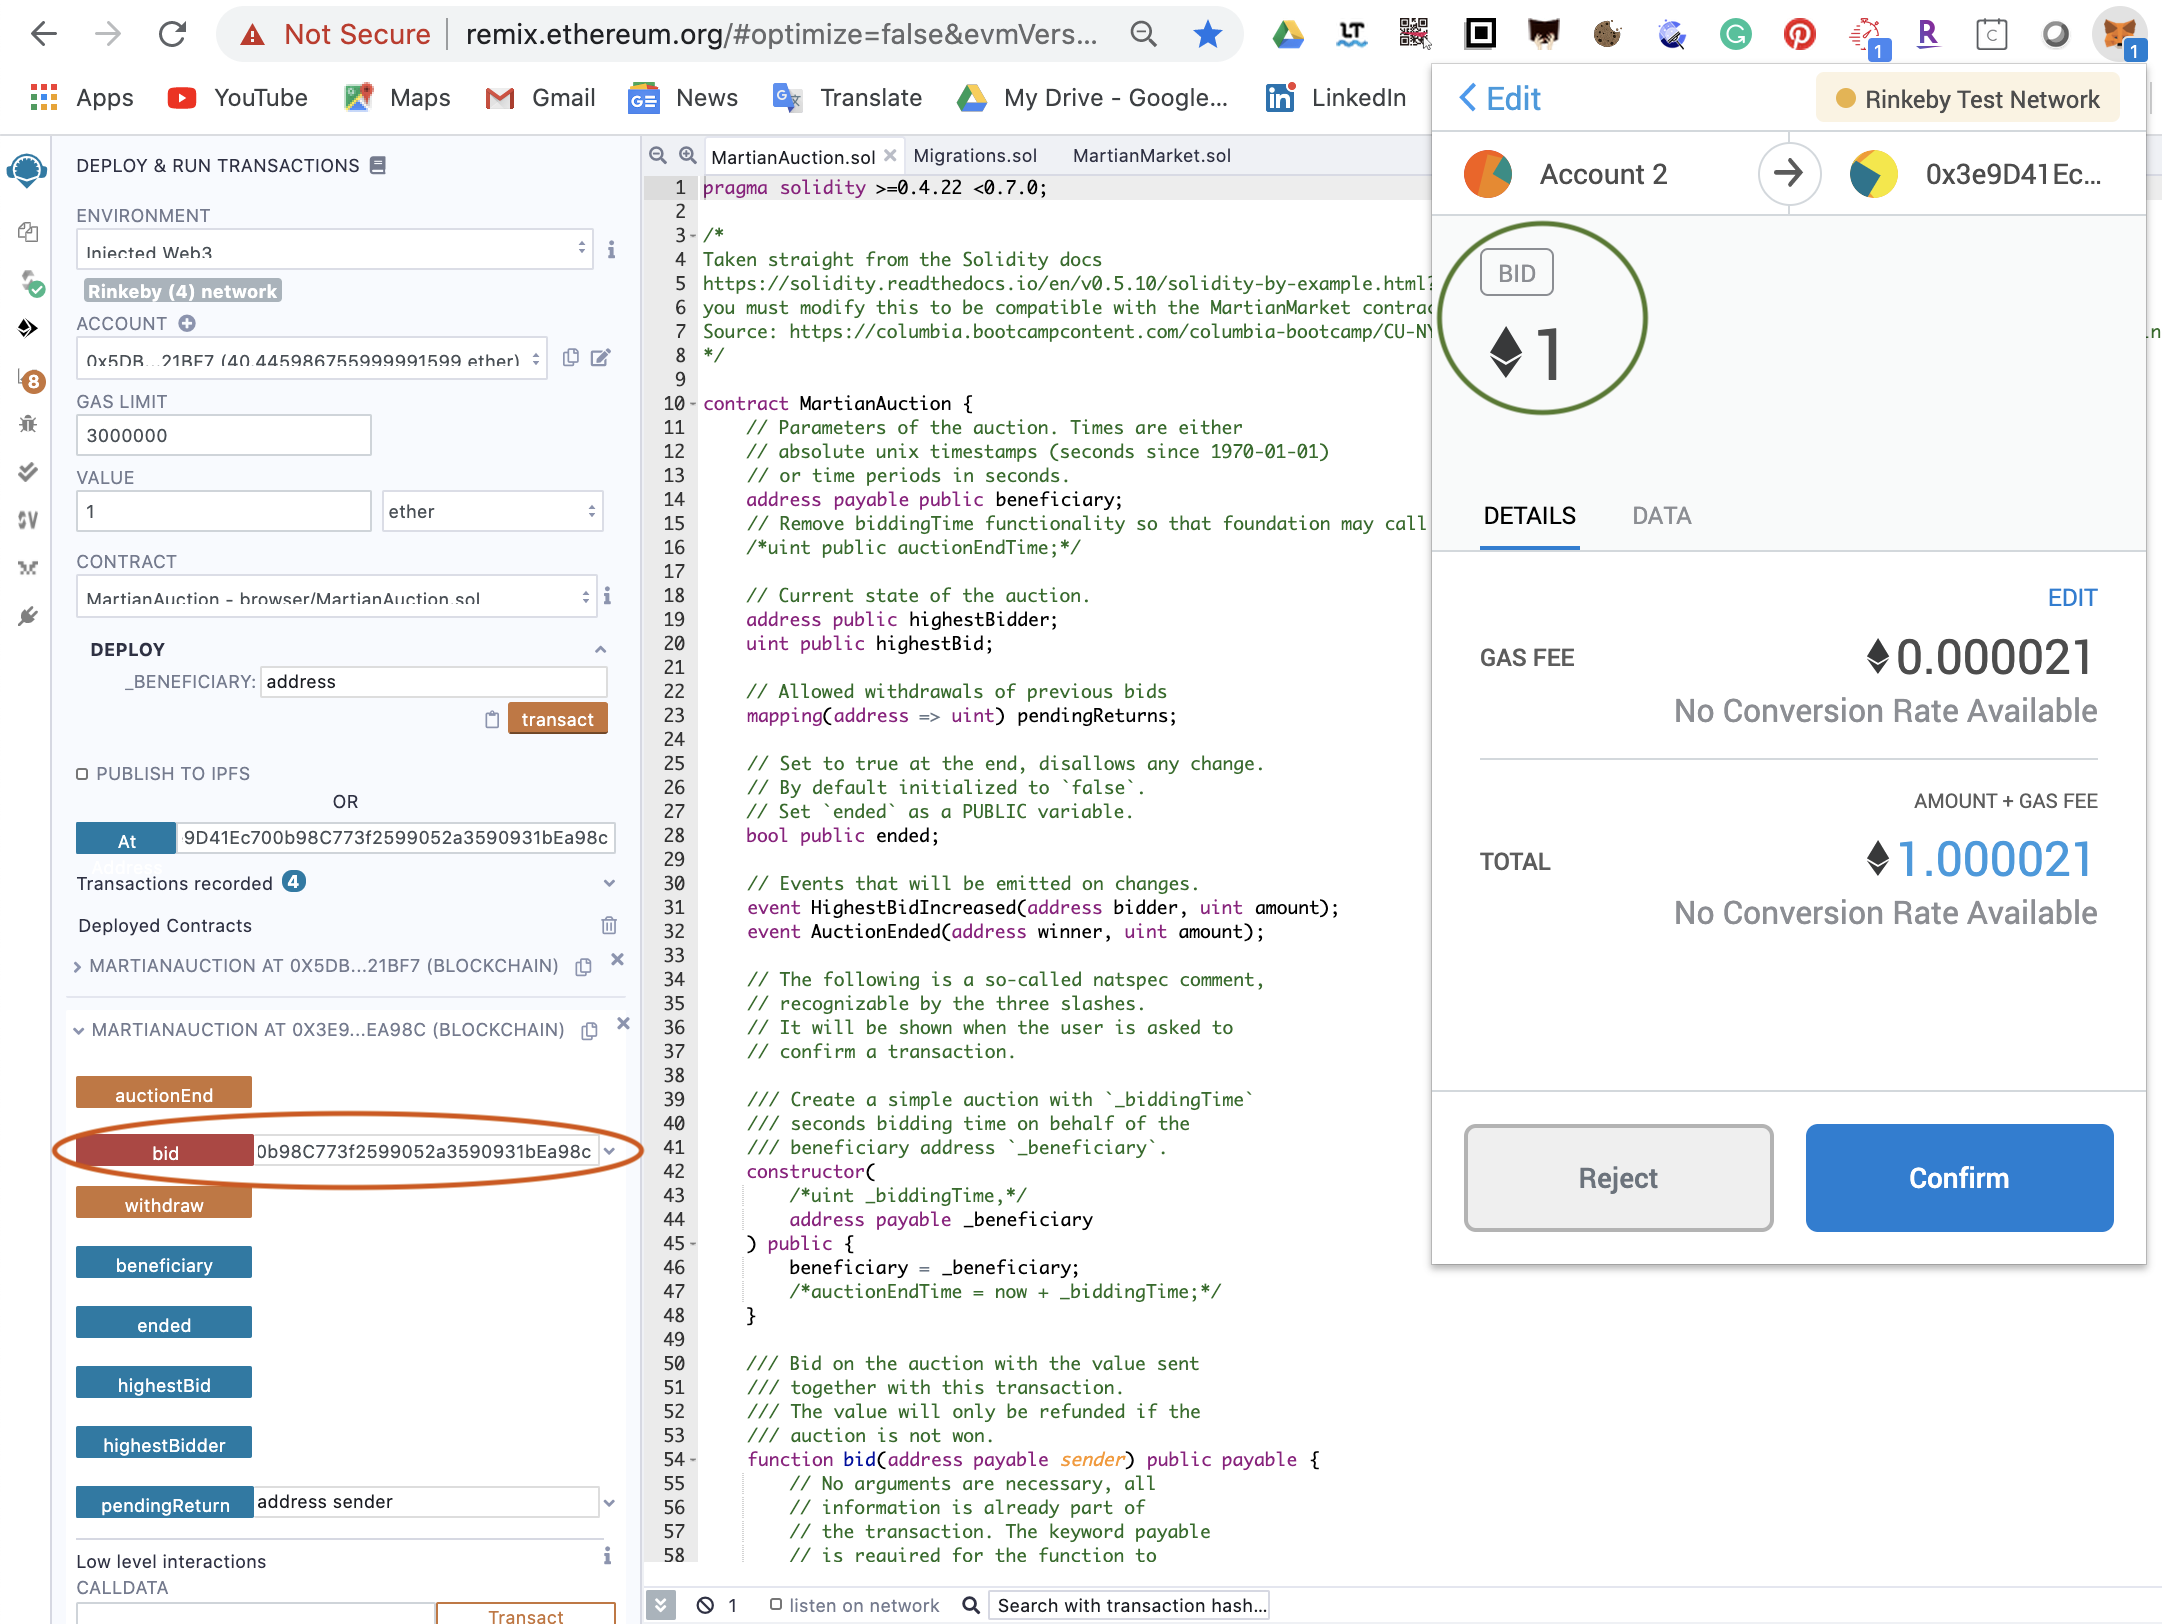 Not Secure
remix.ethereum.org/#optimize=false&evmVers...
1
1
Apps
YouTube
Maps
Gmail
News
Translate
My Drive - Google...
LinkedIn
DEPLOY & RUN TRANSACTIONS
ENVIRONMENT
Injected Web3
Rinkeby (4) network
ACCOUNT
0x5DB...21BF7 (40.445986755999991599 ether)
GAS LIMIT
3000000
VALUE
1
ether
CONTRACT
MartianAuction - browser/MartianAuction.sol
DEPLOY
_BENEFICIARY: address
transact
PUBLISH TO IPFS
OR
At 9D41Ec700b98C773f2599052a3590931bEa98c
Transactions recorded 4
Deployed Contracts
MARTIANAUCTION AT 0X5DB...21BF7 (BLOCKCHAIN)
MARTIANAUCTION AT 0X3E9...EA98C (BLOCKCHAIN)
auctionEnd
bid 0b98C773f2599052a3590931bEa98c
withdraw
beneficiary
ended
highestBid
highestBidder
pendingReturn address sender
Low level interactions
CALLDATA
Transact
8
MartianAuction.sol
Migrations.sol
MartianMarket.sol
1 pragma solidity >=0.4.22 <0.7.0;
2
3 /*
4 Taken straight from the Solidity docs
5 https://solidity.readthedocs.io/en/v0.5.10/solidity-by-example.html?
6 you must modify this to be compatible with the MartianMarket contrac
7 Source: https://columbia.bootcampcontent.com/columbia-bootcamp/CU-NY
8 */
9
10 contract MartianAuction {
11 // Parameters of the auction. Times are either
12 // absolute unix timestamps (seconds since 1970-01-01)
13 // or time periods in seconds.
14 address payable public beneficiary;
15 // Remove biddingTime functionality so that foundation may call
16 /*uint public auctionEndTime;*/
17
18 // Current state of the auction.
19 address public highestBidder;
20 uint public highestBid;
21
22 // Allowed withdrawals of previous bids
23 mapping(address => uint) pendingReturns;
24
25 // Set to true at the end, disallows any change.
26 // By default initialized to `false`.
27 // Set `ended` as a PUBLIC variable.
28 bool public ended;
29
30 // Events that will be emitted on changes.
31 event HighestBidIncreased(address bidder, uint amount);
32 event AuctionEnded(address winner, uint amount);
33
34 // The following is a so-called natspec comment,
35 // recognizable by the three slashes.
36 // It will be shown when the user is asked to
37 // confirm a transaction.
38
39 /// Create a simple auction with `_biddingTime`
40 /// seconds bidding time on behalf of the
41 /// beneficiary address `_beneficiary`.
42 constructor(
43 /*uint _biddingTime,*/
44 address payable _beneficiary
45 ) public {
46 beneficiary = _beneficiary;
47 /*auctionEndTime = now + _biddingTime;*/
48 }
49
50 /// Bid on the auction with the value sent
51 /// together with this transaction.
52 /// The value will only be refunded if the
53 /// auction is not won.
54 function bid(address payable sender) public payable {
55 // No arguments are necessary, all
56 // information is already part of
57 // the transaction. The keyword payable
58 // is required for the function to
1
listen on network
Search with transaction hash...
Edit
Rinkeby Test Network
Account 2
0x3e9D41Ec...
BID
1
DETAILS
DATA
EDIT
GAS FEE
0.000021
No Conversion Rate Available
AMOUNT + GAS FEE
TOTAL
1.000021
No Conversion Rate Available
Reject
Confirm